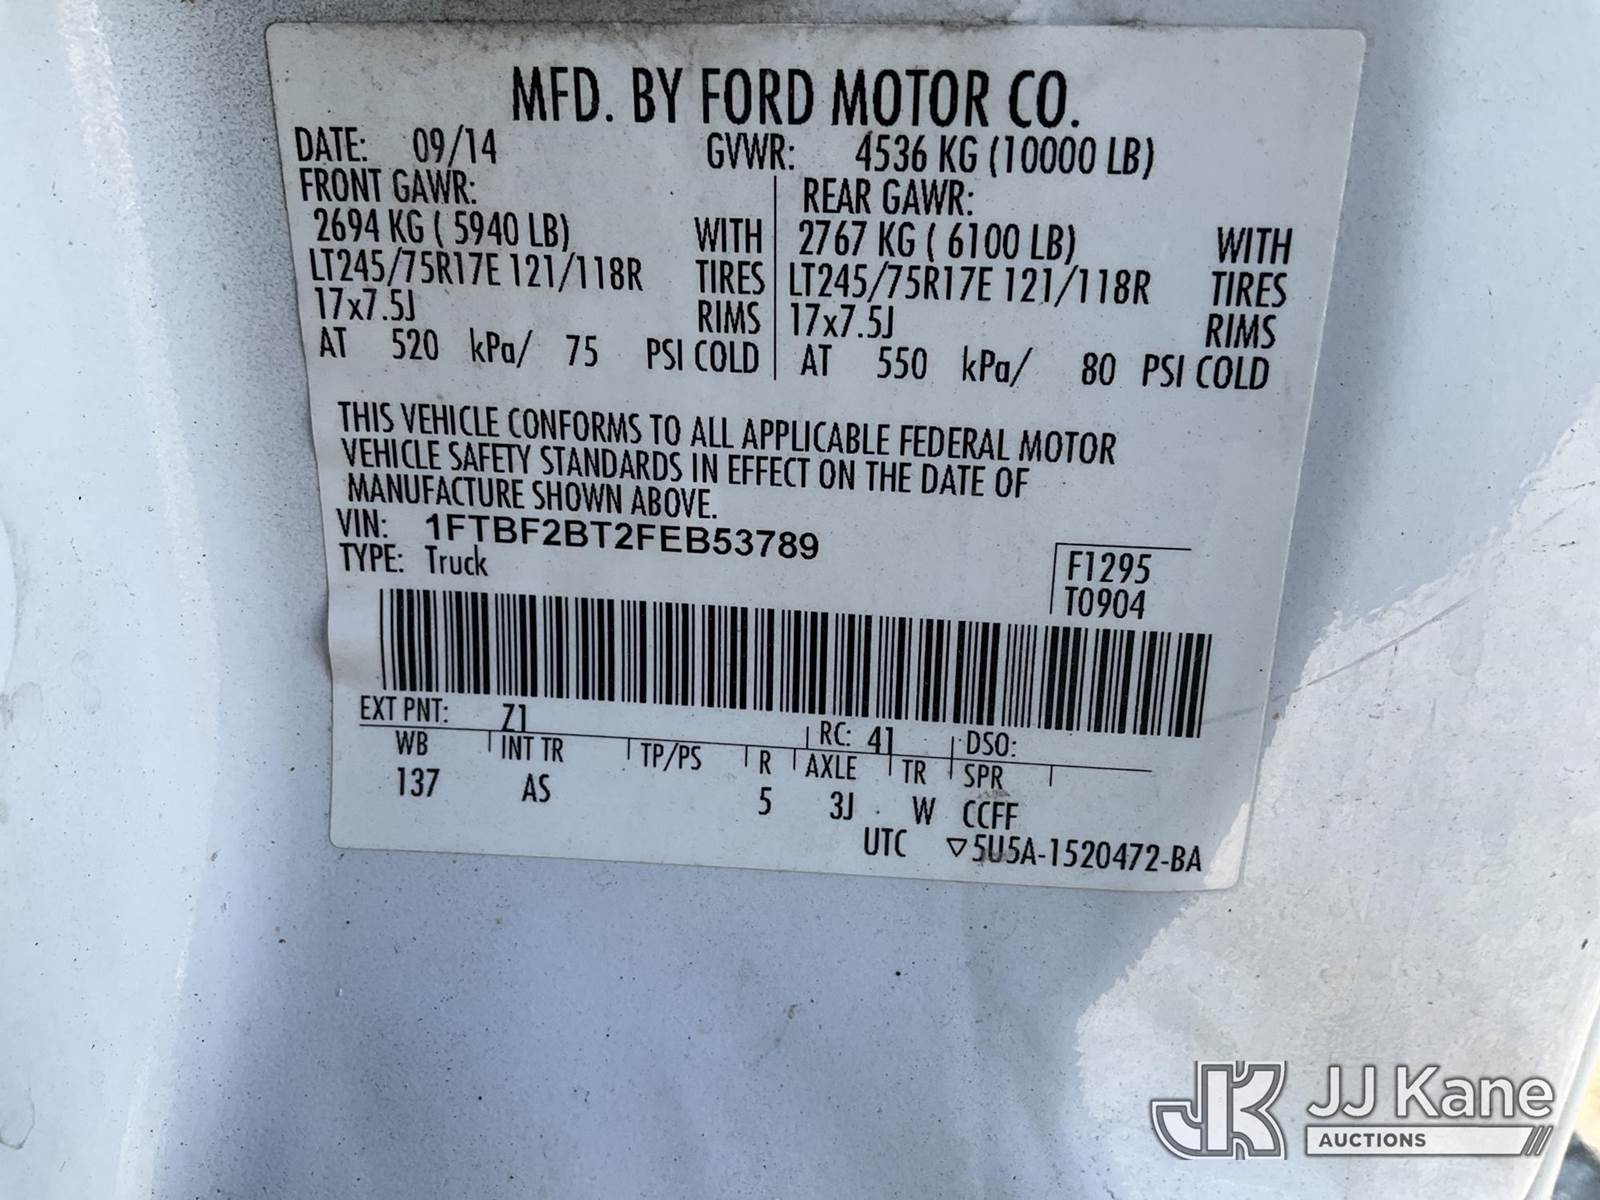 MFD. BY FORD MOTOR CO.
DATE: 09/14 GVWR: 4536 KG (10000 LB)
FRONT GAWR: REAR GAWR:
2694 KG ( 5940 LB) WITH 2767 KG ( 6100 LB) WITH
LT245/75R17E 121/118R TIRES LT245/75R17E 121/118R TIRES
17x7.5J RIMS 17x7.5J RIMS
AT 520 kPa/ 75 PSI COLD AT 550 kPa/ 80 PSI COLD
THIS VEHICLE CONFORMS TO ALL APPLICABLE FEDERAL MOTOR
VEHICLE SAFETY STANDARDS IN EFFECT ON THE DATE OF
MANUFACTURE SHOWN ABOVE.
VIN: 1FTBF2BT2FEB53789
TYPE: Truck
F1295
T0904
EXT PNT: Z1 RC: 41 DSO:
WB INT TR TP/PS R AXLE TR SPR
137 AS 5 3J W CCFF
UTC ▽5U5A-1520472-BA
JK JJ Kane
AUCTIONS